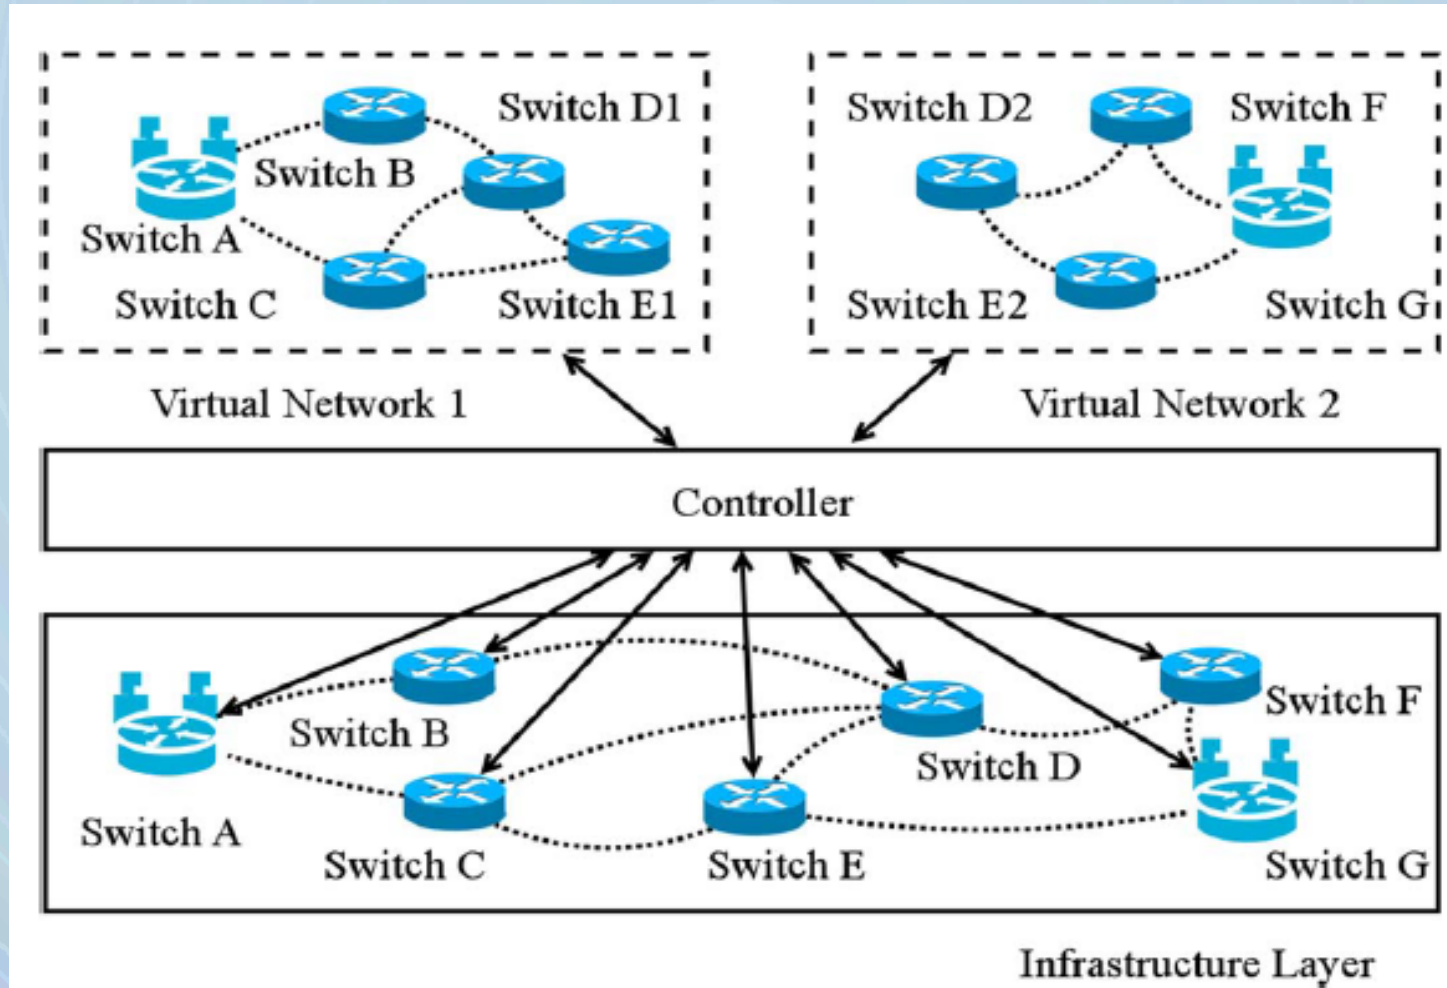 Switch D1
Switch B
Switch A
Switch C
Switch E1
Switch D2
Switch F
Switch E2
Switch G
Virtual Network 1
Virtual Network 2
Controller
Switch B
Switch F
Switch D
Switch A
Switch C
Switch E
Switch G
Infrastructure Layer